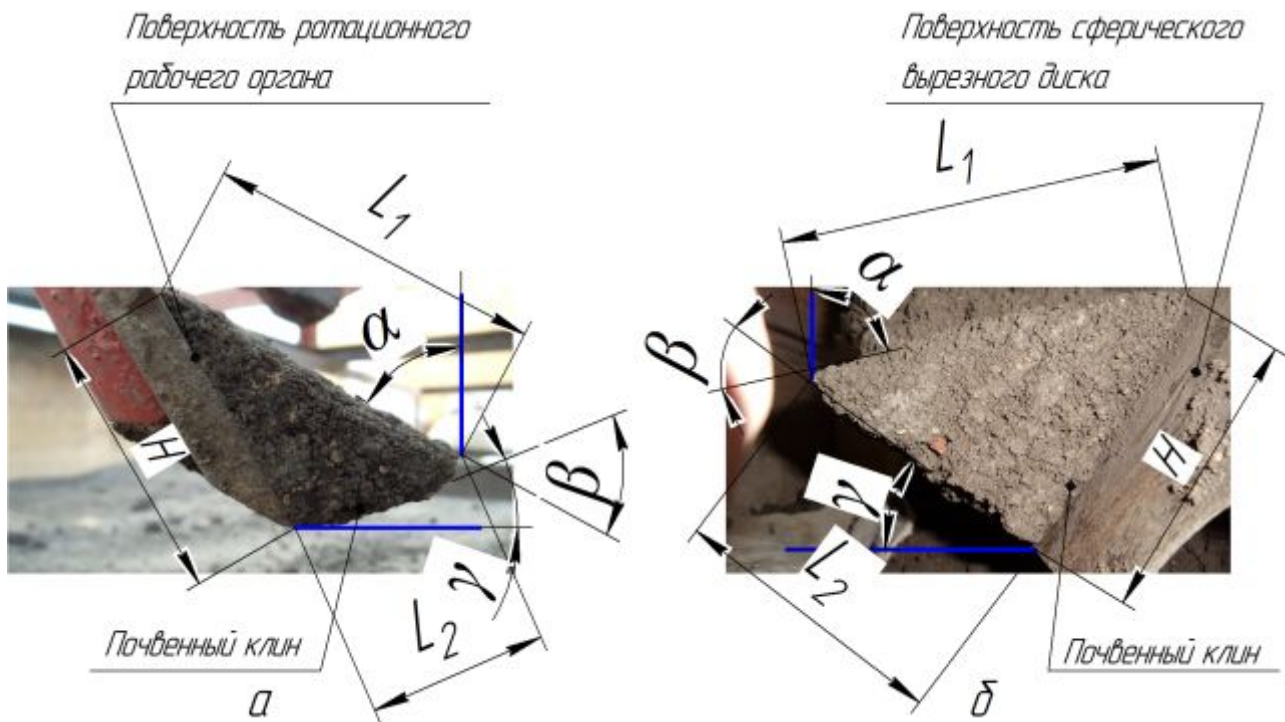 Поверхность ротационного
рабочего органа
L₁
α
β
H
γ
L₂
Почвенный клин
а
Поверхность сферического
вырезного диска
L₁
α
β
H
γ
L₂
Почвенный клин
б